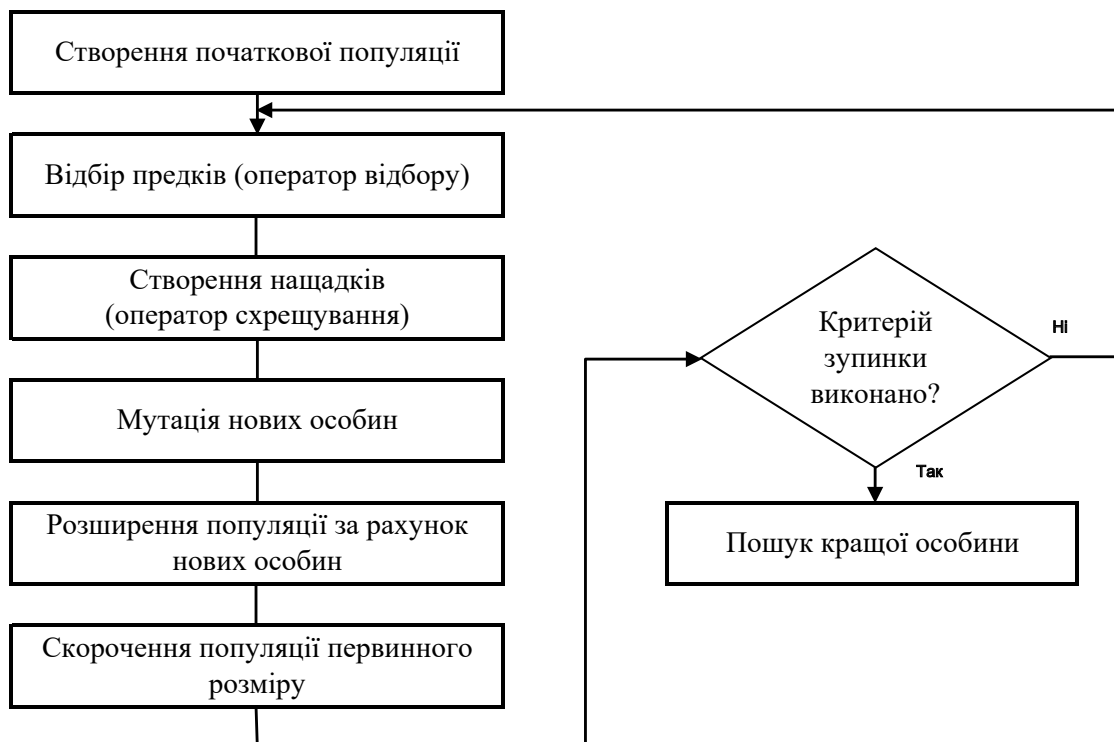 Створення початкової популяції
Відбір предків (оператор відбору)
Створення нащадків
(оператор схрещування)
Мутація нових особин
Розширення популяції за рахунок
нових особин
Скорочення популяції первинного
розміру
Критерій
зупинки
виконано?
Ні
Так
Пошук кращої особини